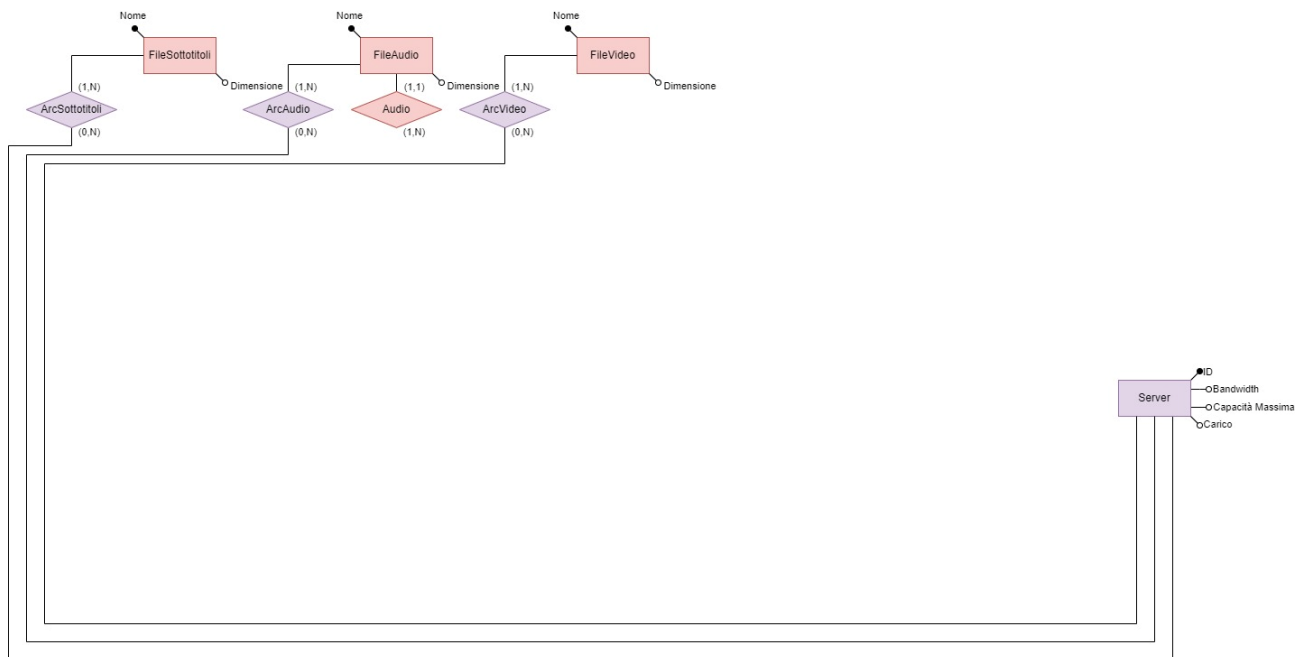 Nome
Nome
Nome
FileSottotitoli
FileAudio
FileVideo
Dimensione
Dimensione
Dimensione
(1,N)
(1,N)
(1,1)
(1,N)
ArcSottotitoli
ArcAudio
Audio
ArcVideo
(0,N)
(0,N)
(1,N)
(0,N)
ID
Bandwidth
Server
Capacità Massima
Carico